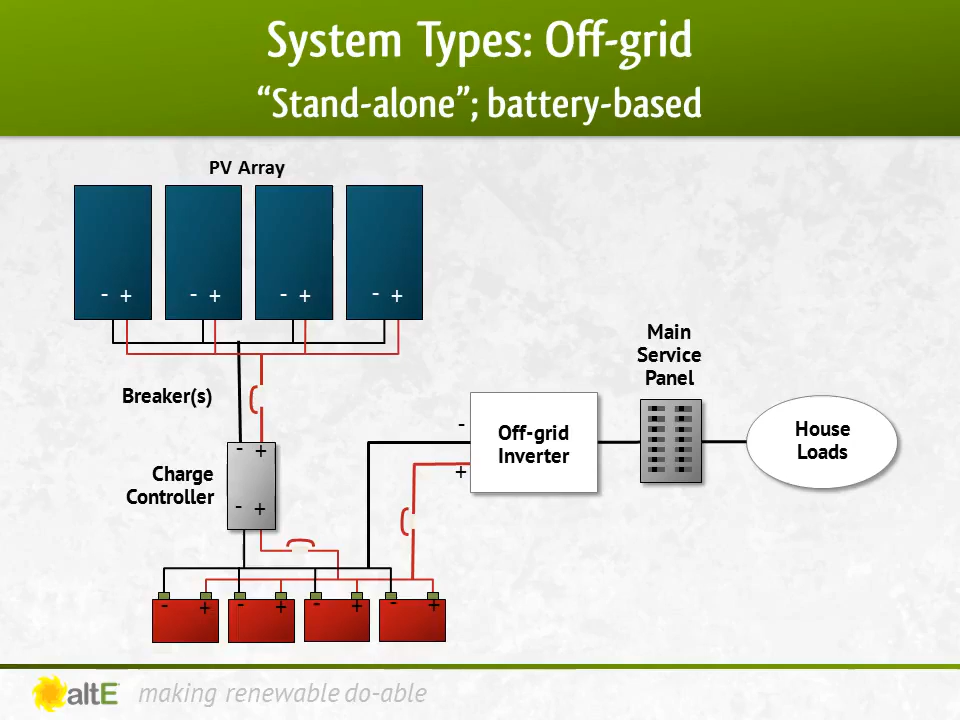 System Types: Off-grid
“Stand-alone”; battery-based
PV Array
- + - + - + - +
Breaker(s)
Main
Service
Panel
- +
Charge
Controller
- +
-
+
Off-grid
Inverter
House
Loads
- + - + - + - +
altE making renewable do-able